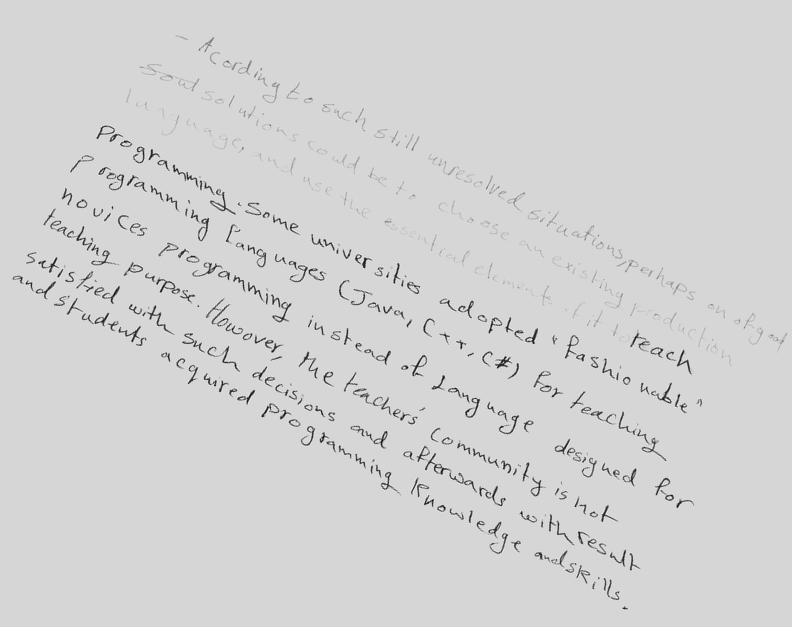 - Acording to such still unresolved situations, perhaps on of got
solutions could be to choose an existing production
language, and use the essential elements of it to teach
programming. Some universities adopted "fashionable"
programming languages (Java, C++, C#) for teaching
novices programming instead of Language designed for
teaching purpose. However, the teachers' community is not
satisfied with such decisions and afterwards with result
and students acquired programming knowledge and skills.